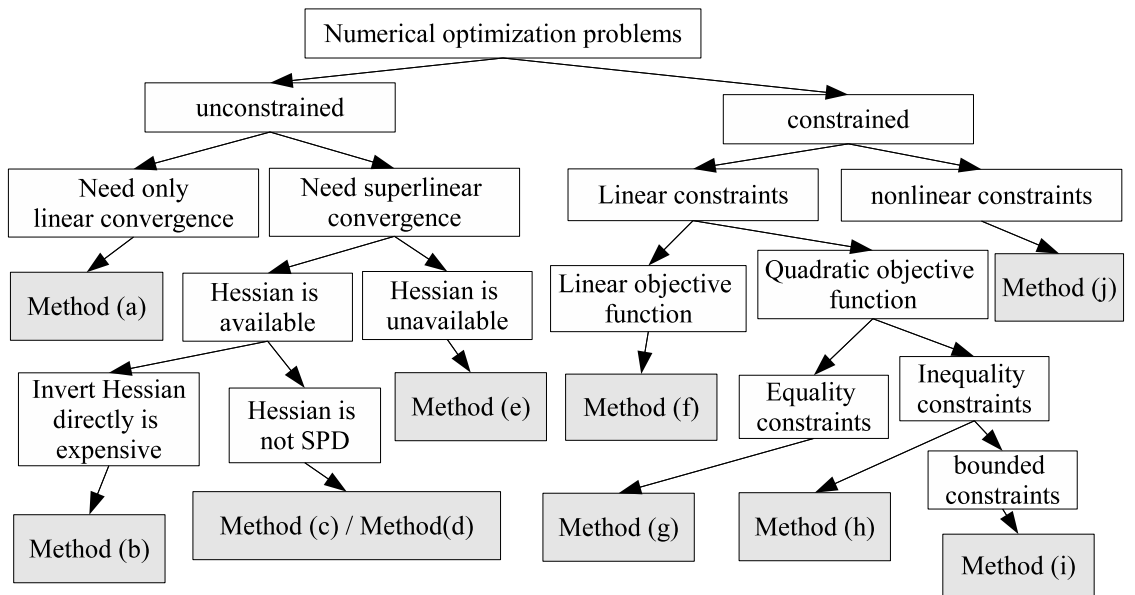 Numerical optimization problems
unconstrained
constrained
Need only
linear convergence
Need superlinear
convergence
Linear constraints
nonlinear constraints
Method (a)
Hessian is
available
Hessian is
unavailable
Linear objective
function
Quadratic objective
function
Method (j)
Invert Hessian
directly is
expensive
Hessian is
not SPD
Method (e)
Method (f)
Equality
constraints
Inequality
constraints
bounded
constraints
Method (b)
Method (c) / Method(d)
Method (g)
Method (h)
Method (i)